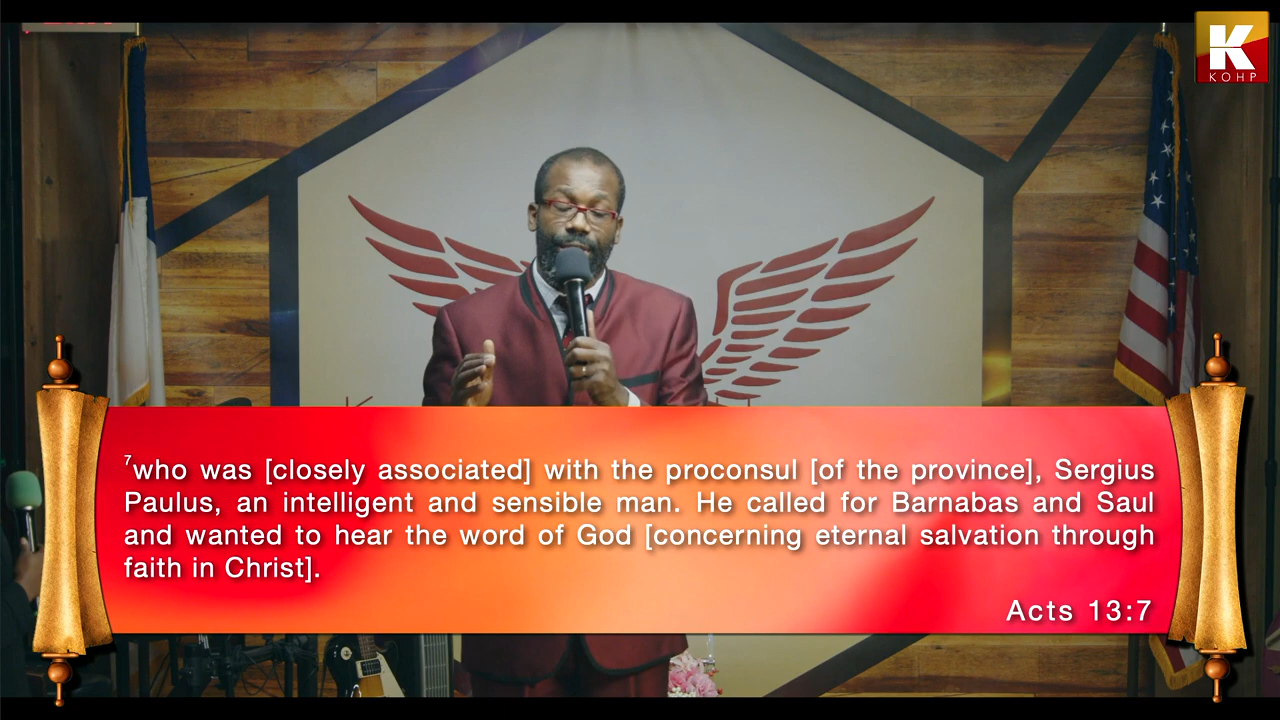 K
KOHP
⁷who was [closely associated] with the proconsul [of the province], Sergius
Paulus, an intelligent and sensible man. He called for Barnabas and Saul
and wanted to hear the word of God [concerning eternal salvation through
faith in Christ].
Acts 13:7